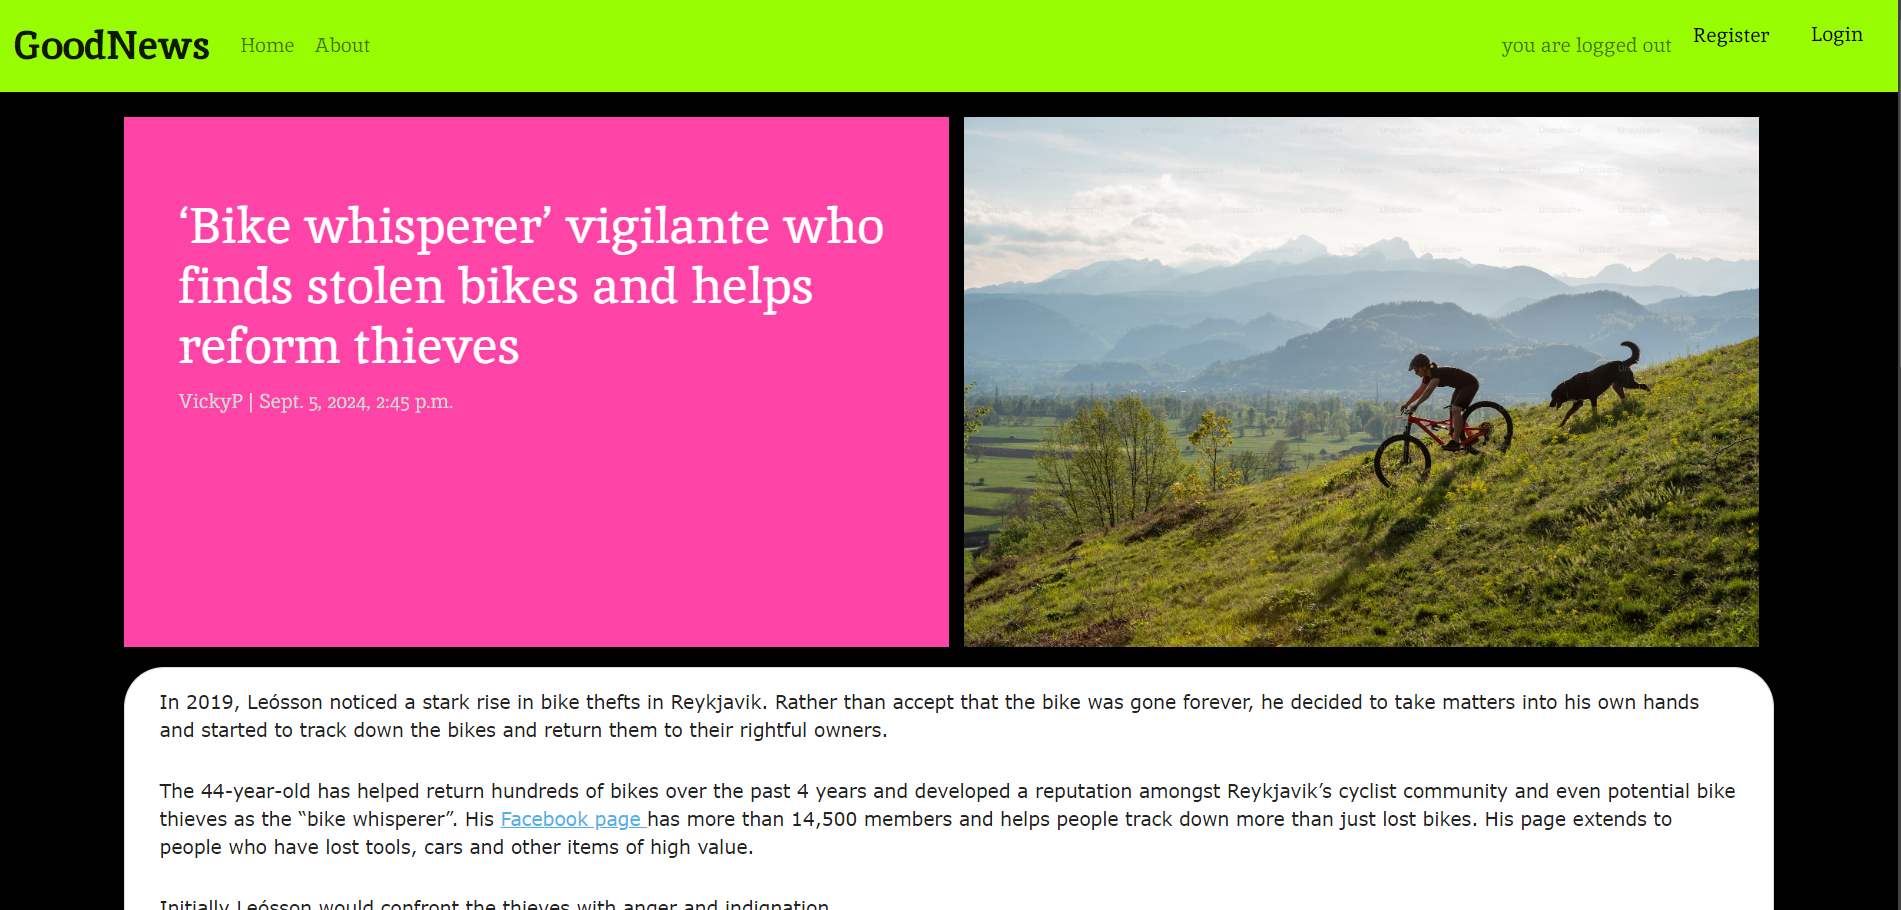 GoodNews Home About you are logged out Register Login
‘Bike whisperer’ vigilante who
finds stolen bikes and helps
reform thieves
VickyP | Sept. 5, 2024, 2:45 p.m.
In 2019, Leósson noticed a stark rise in bike thefts in Reykjavik. Rather than accept that the bike was gone forever, he decided to take matters into his own hands
and started to track down the bikes and return them to their rightful owners.
The 44-year-old has helped return hundreds of bikes over the past 4 years and developed a reputation amongst Reykjavik’s cyclist community and even potential bike
thieves as the “bike whisperer”. His Facebook page has more than 14,500 members and helps people track down more than just lost bikes. His page extends to
people who have lost tools, cars and other items of high value.
Initially Leósson would confront the thieves with anger and indignation